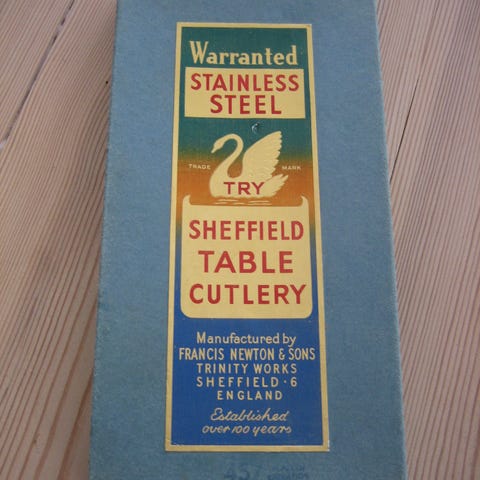 Warranted
STAINLESS
STEEL
TRADE MARK
TRY
SHEFFIELD
TABLE
CUTLERY
Manufactured by
FRANCIS NEWTON & SONS
TRINITY WORKS
SHEFFIELD · 6
ENGLAND
Established
over 100 years
457